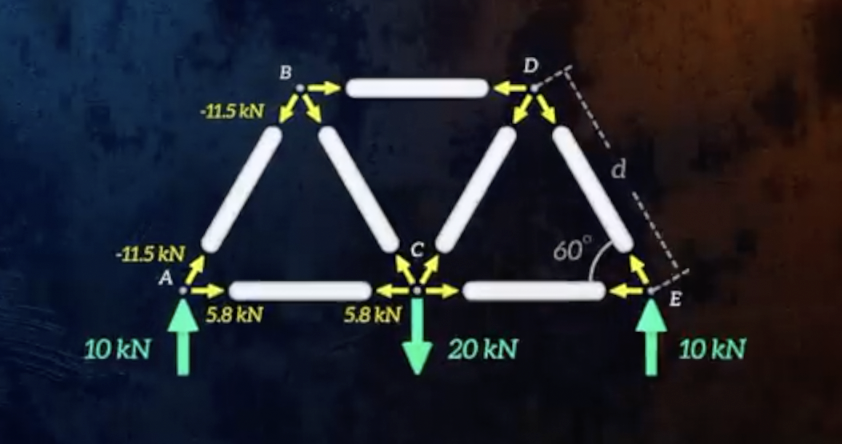 B
D
-11.5 kN
d
-11.5 kN
C
60°
A
E
5.8 kN
5.8 kN
10 kN
20 kN
10 kN